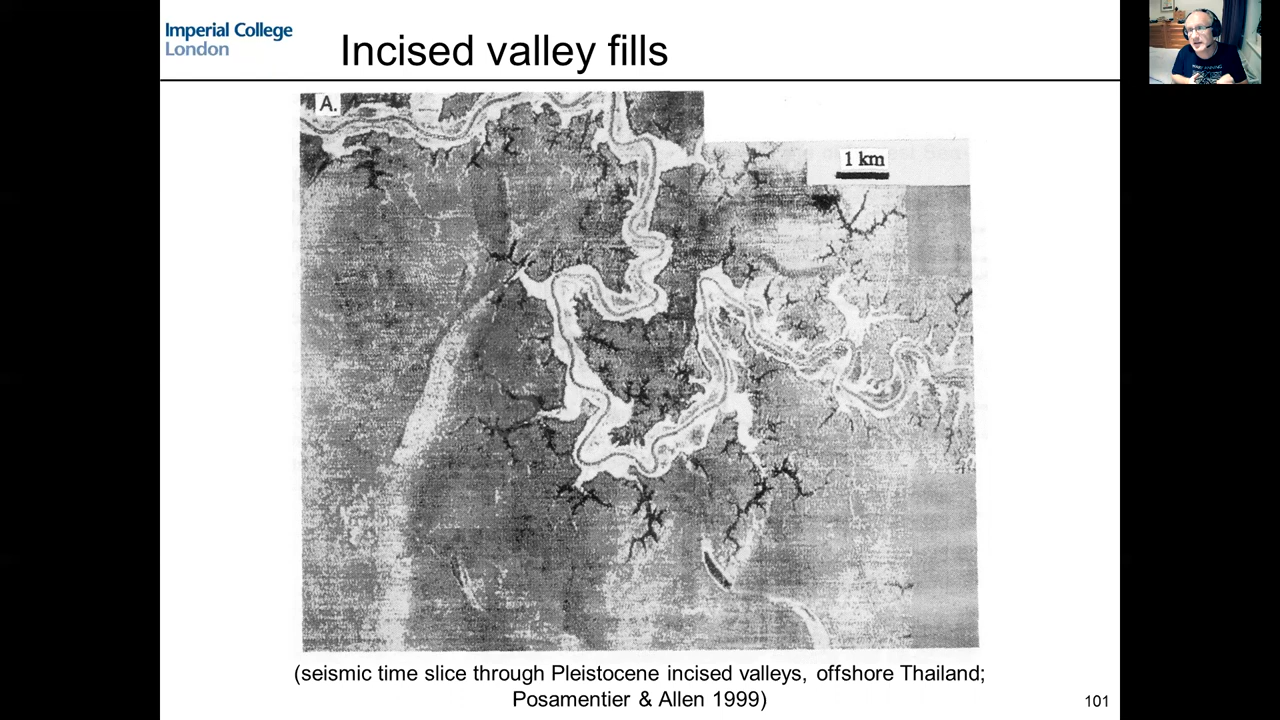 Imperial College
London
Incised valley fills
A.
1 km
(seismic time slice through Pleistocene incised valleys, offshore Thailand;
Posamentier & Allen 1999)
101